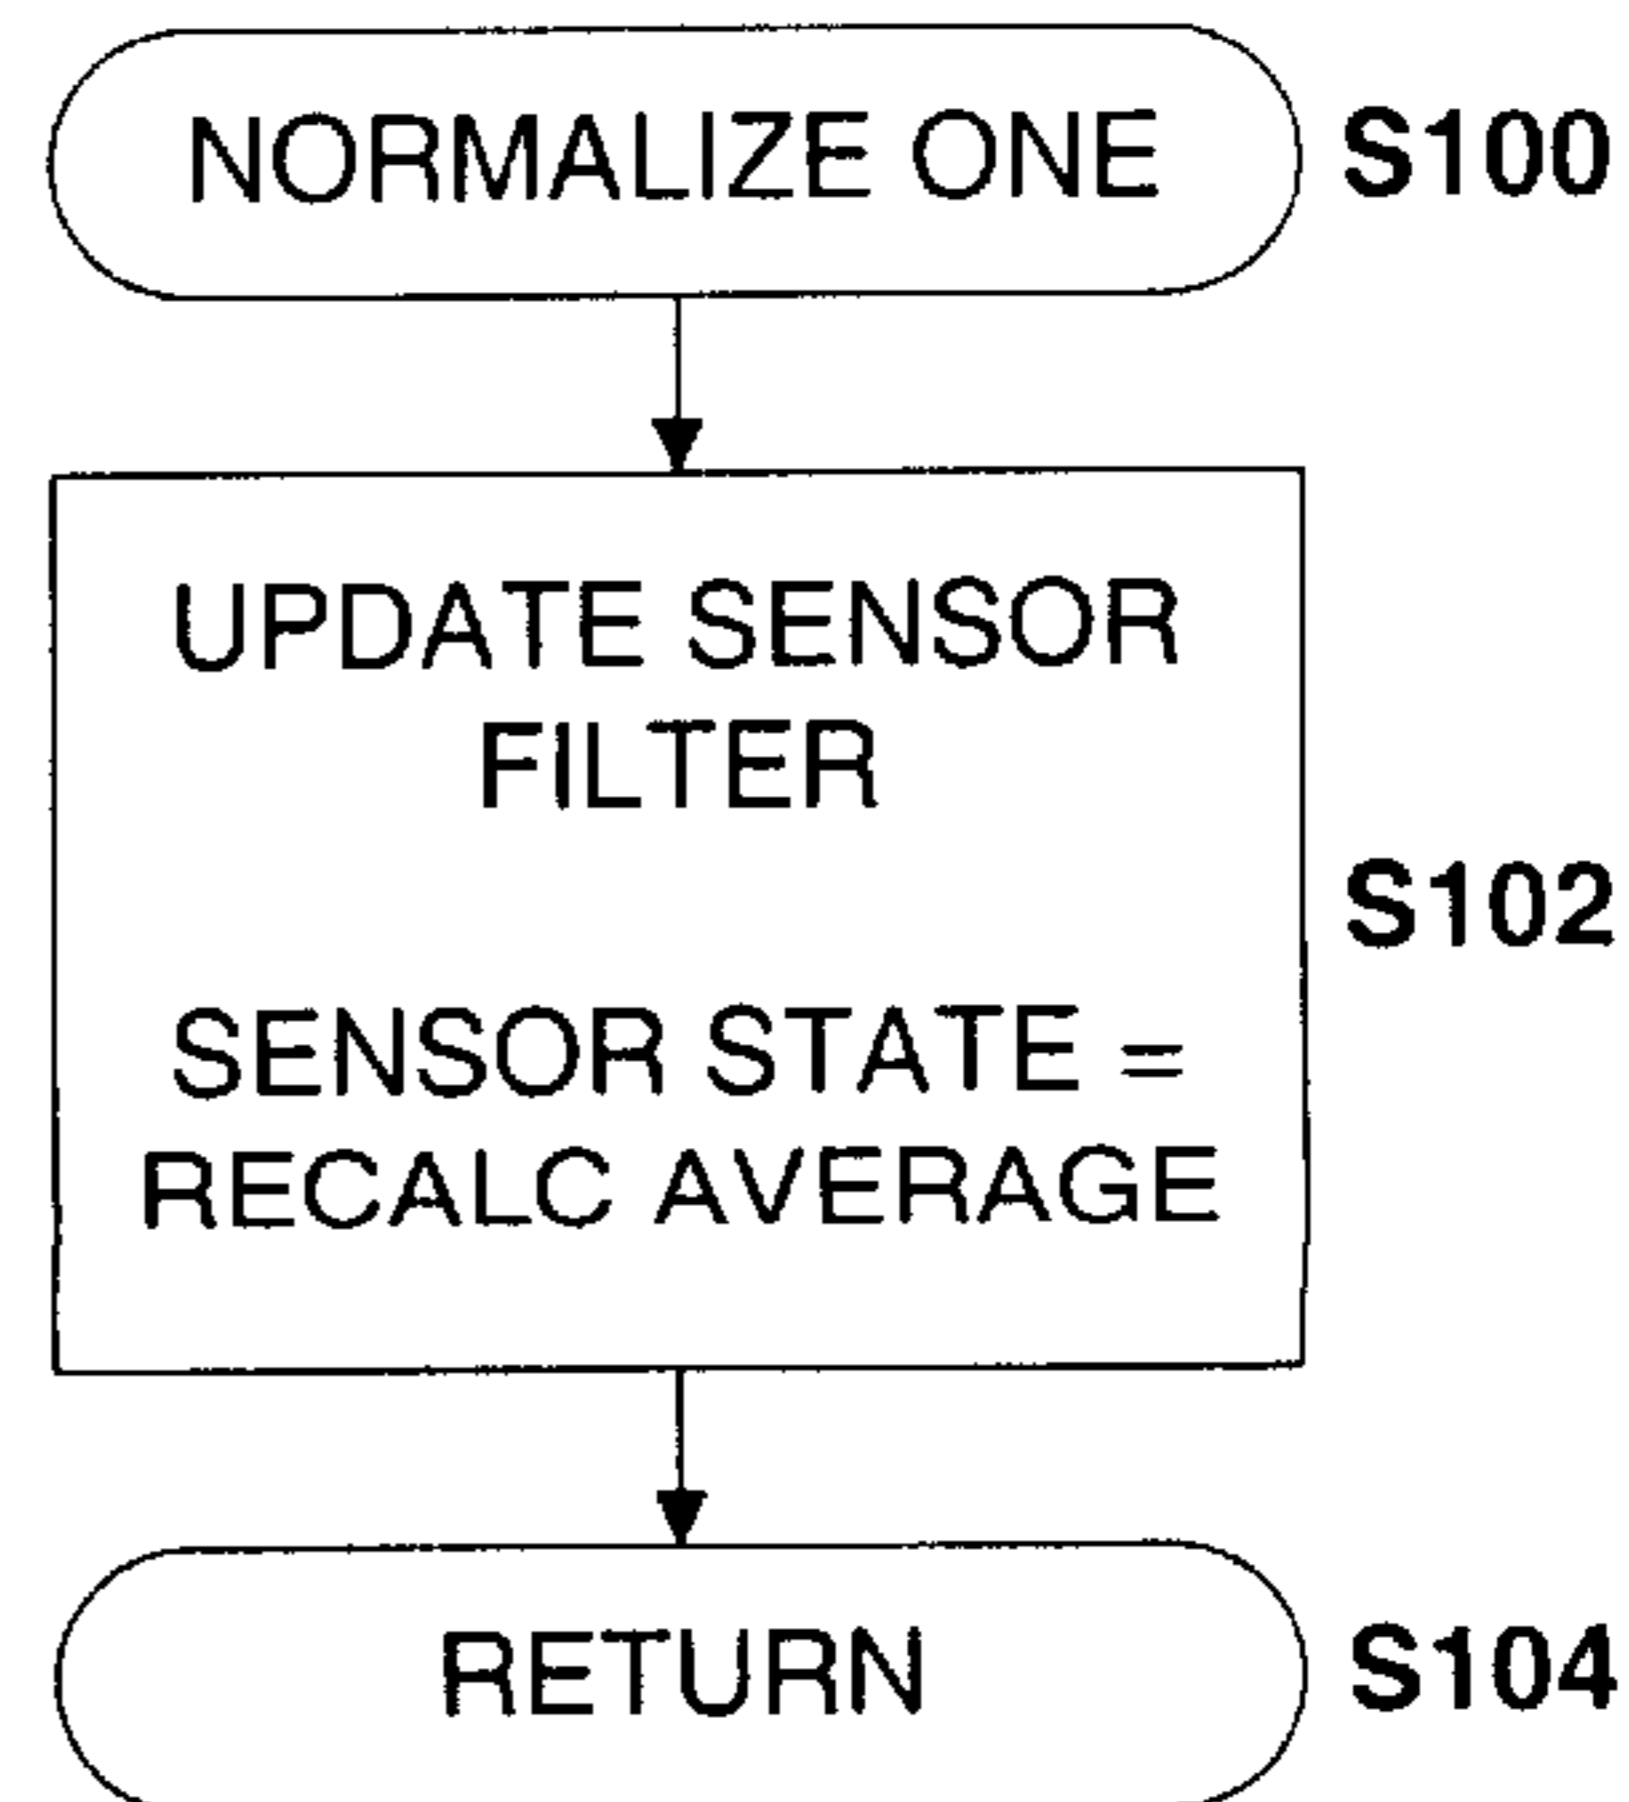 NORMALIZE ONE S100
UPDATE SENSOR
FILTER
S102
SENSOR STATE =
RECALC AVERAGE
RETURN S104